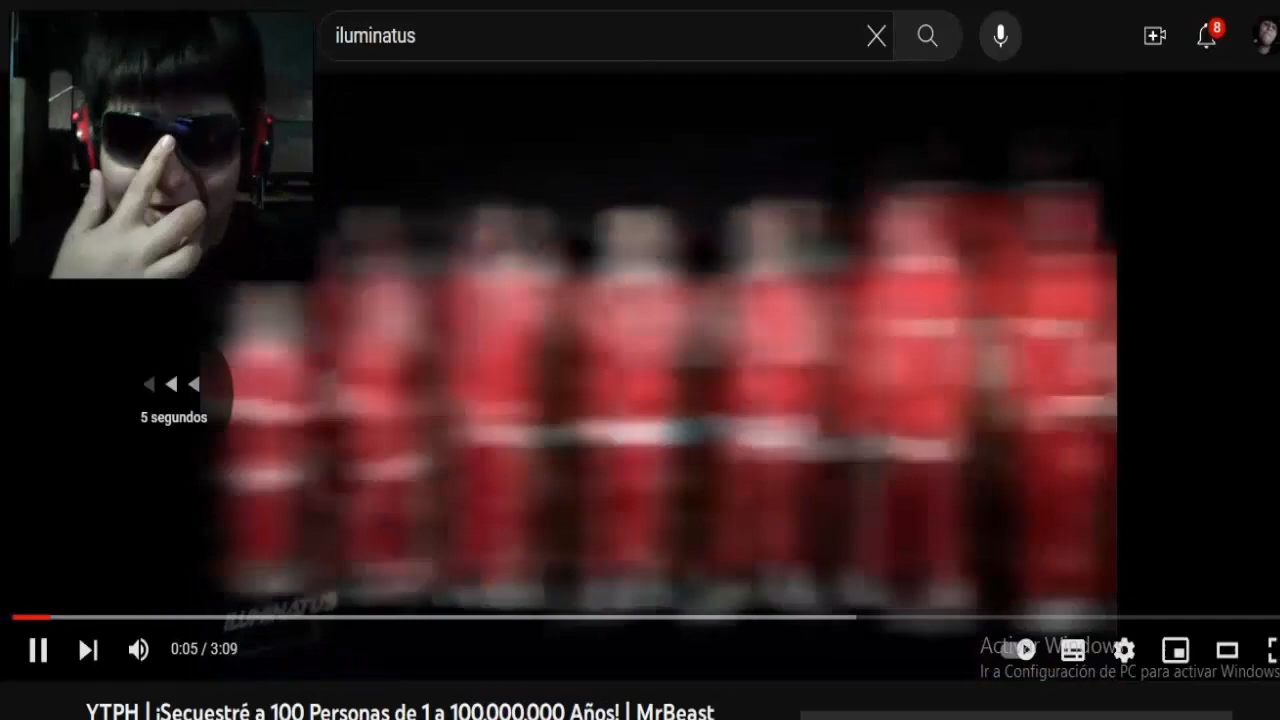 iluminatus
8
5 segundos
ILUMINATUS
0:05 / 3:09
Activar Windows
Ir a Configuración de PC para activar Windows
YTPH | ¡Secuestré a 100 Personas de 1 a 100.000.000 Años! | MrBeast